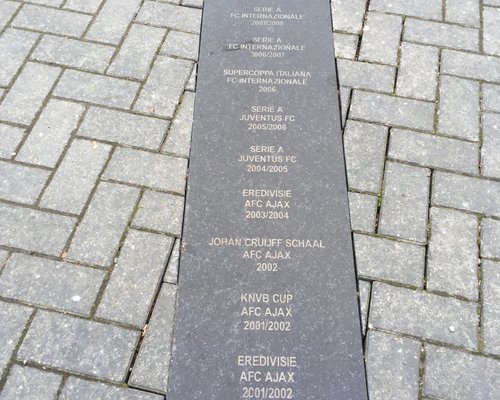 SERIE A
FC INTERNAZIONALE
2007/2008
SERIE A
FC INTERNAZIONALE
2006/2007
SUPERCOPPA ITALIANA
FC INTERNAZIONALE
2006
SERIE A
JUVENTUS FC
2005/2006
SERIE A
JUVENTUS FC
2004/2005
EREDIVISIE
AFC AJAX
2003/2004
JOHAN CRUIJFF SCHAAL
AFC AJAX
2002
KNVB CUP
AFC AJAX
2001/2002
EREDIVISIE
AFC AJAX
2001/2002